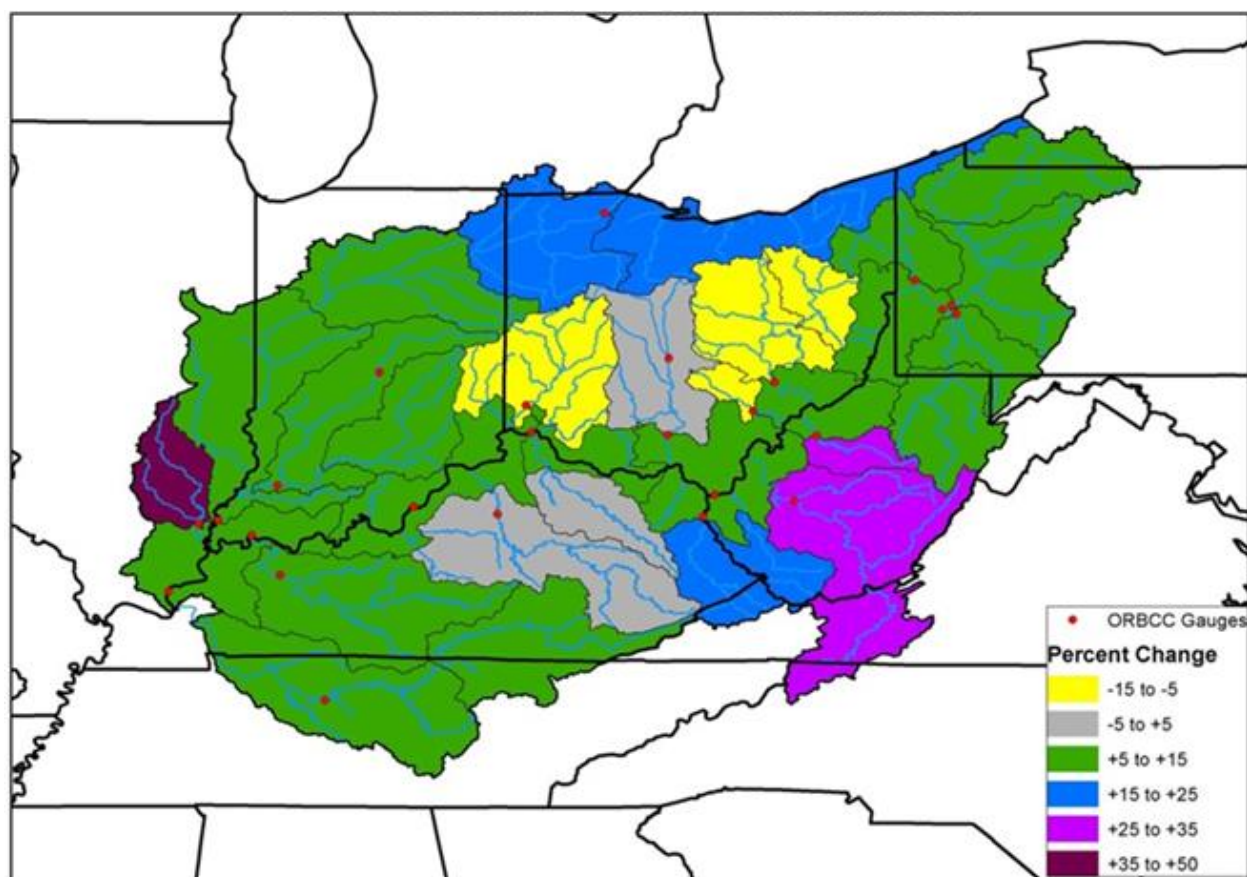 ORBCC Gauges
Percent Change
-15 to -5
-5 to +5
+5 to +15
+15 to +25
+25 to +35
+35 to +50